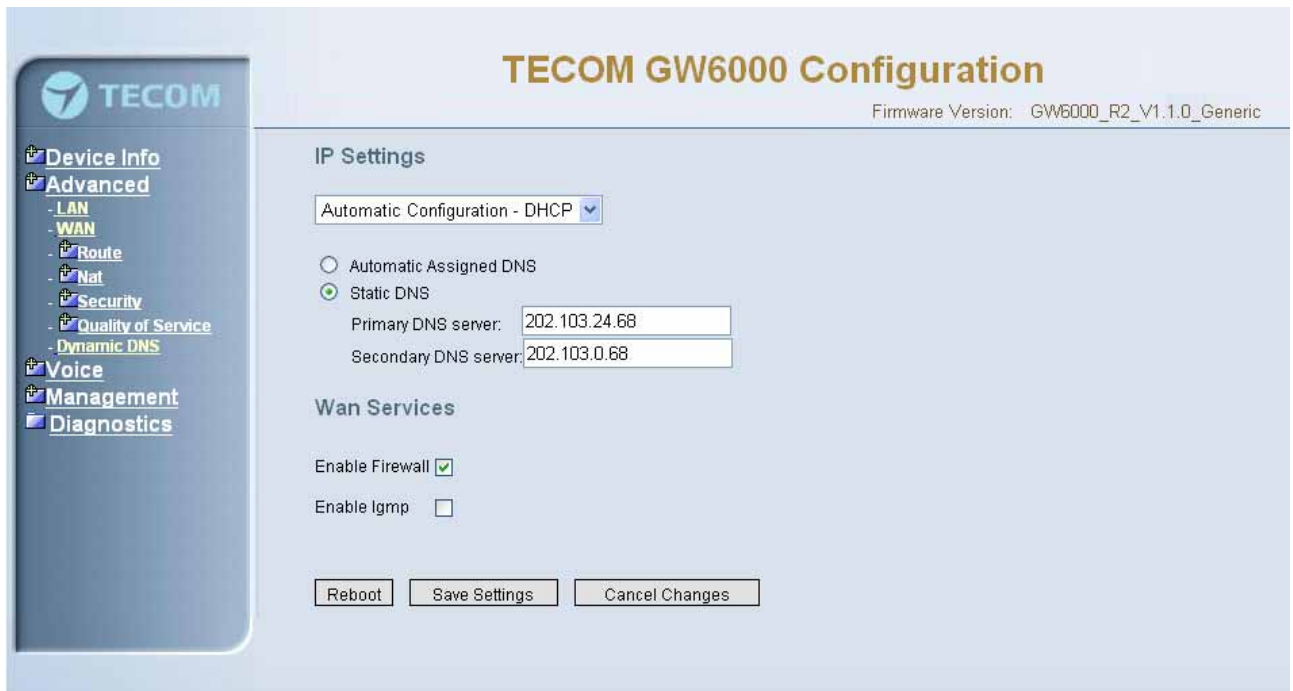 TECOM
TECOM GW6000 Configuration
Firmware Version: GW6000_R2_V1.1.0_Generic
Device Info
Advanced
- LAN
- WAN
- Route
- Nat
- Security
- Quality of Service
- Dynamic DNS
Voice
Management
Diagnostics
IP Settings
Automatic Configuration - DHCP
Automatic Assigned DNS
Static DNS
Primary DNS server: 202.103.24.68
Secondary DNS server: 202.103.0.68
Wan Services
Enable Firewall
Enable Igmp
Reboot Save Settings Cancel Changes